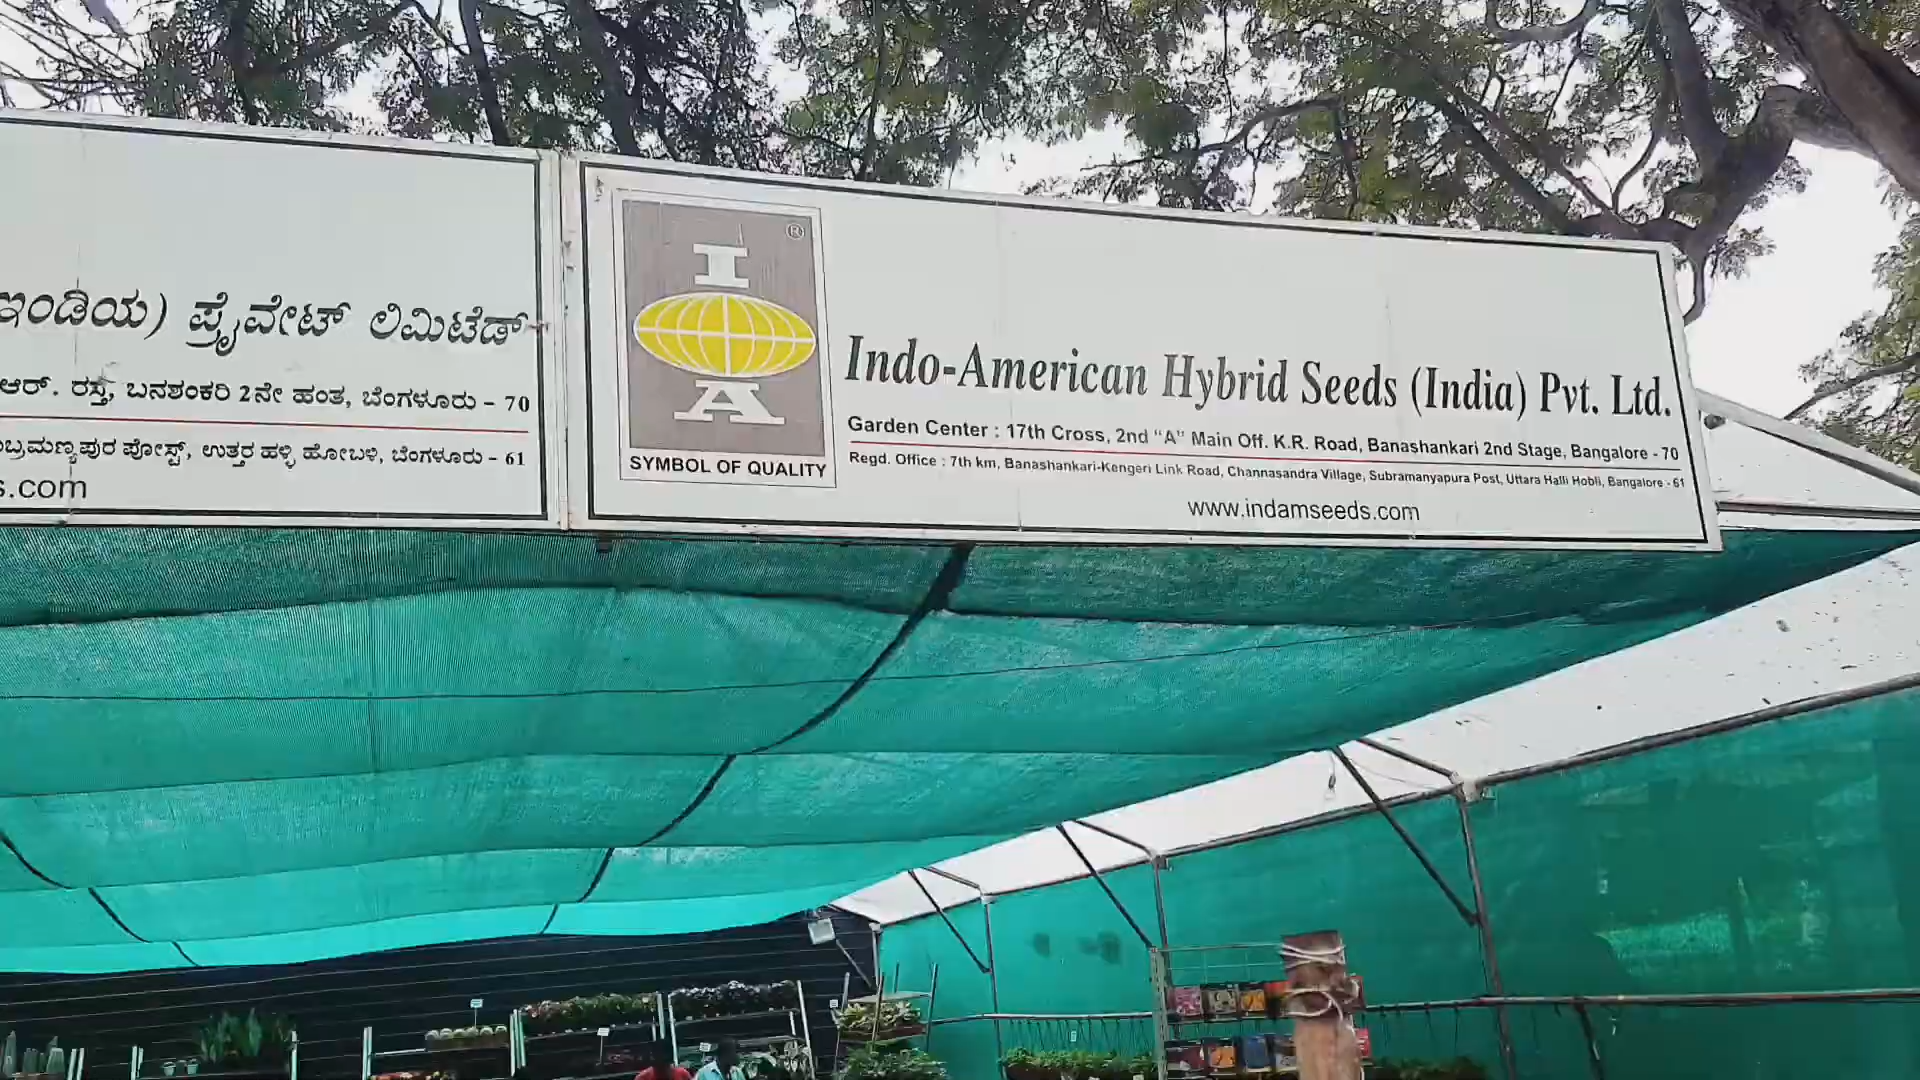 ಇಂಡಿಯ) ಪ್ರೈವೇಟ್ ಲಿಮಿಟೆಡ್
ಆರ್. ರಸ್ತೆ, ಬನಶಂಕರಿ 2ನೇ ಹಂತ, ಬೆಂಗಳೂರು - 70
ಪೋಸ್ಟ್, ಉತ್ತರ ಹಳ್ಳಿ ಹೋಬಳಿ, ಬೆಂಗಳೂರು - 61
s.com
®
I
A
SYMBOL OF QUALITY
Indo-American Hybrid Seeds (India) Pvt. Ltd.
Garden Center : 17th Cross, 2nd “A” Main Off. K.R. Road, Banashankari 2nd Stage, Bangalore - 70
Regd. Office : 7th km, Banashankari-Kengeri Link Road, Channasandra Village, Subramanyapura Post, Uttara Halli Hobli, Bangalore - 61
www.indamseeds.com